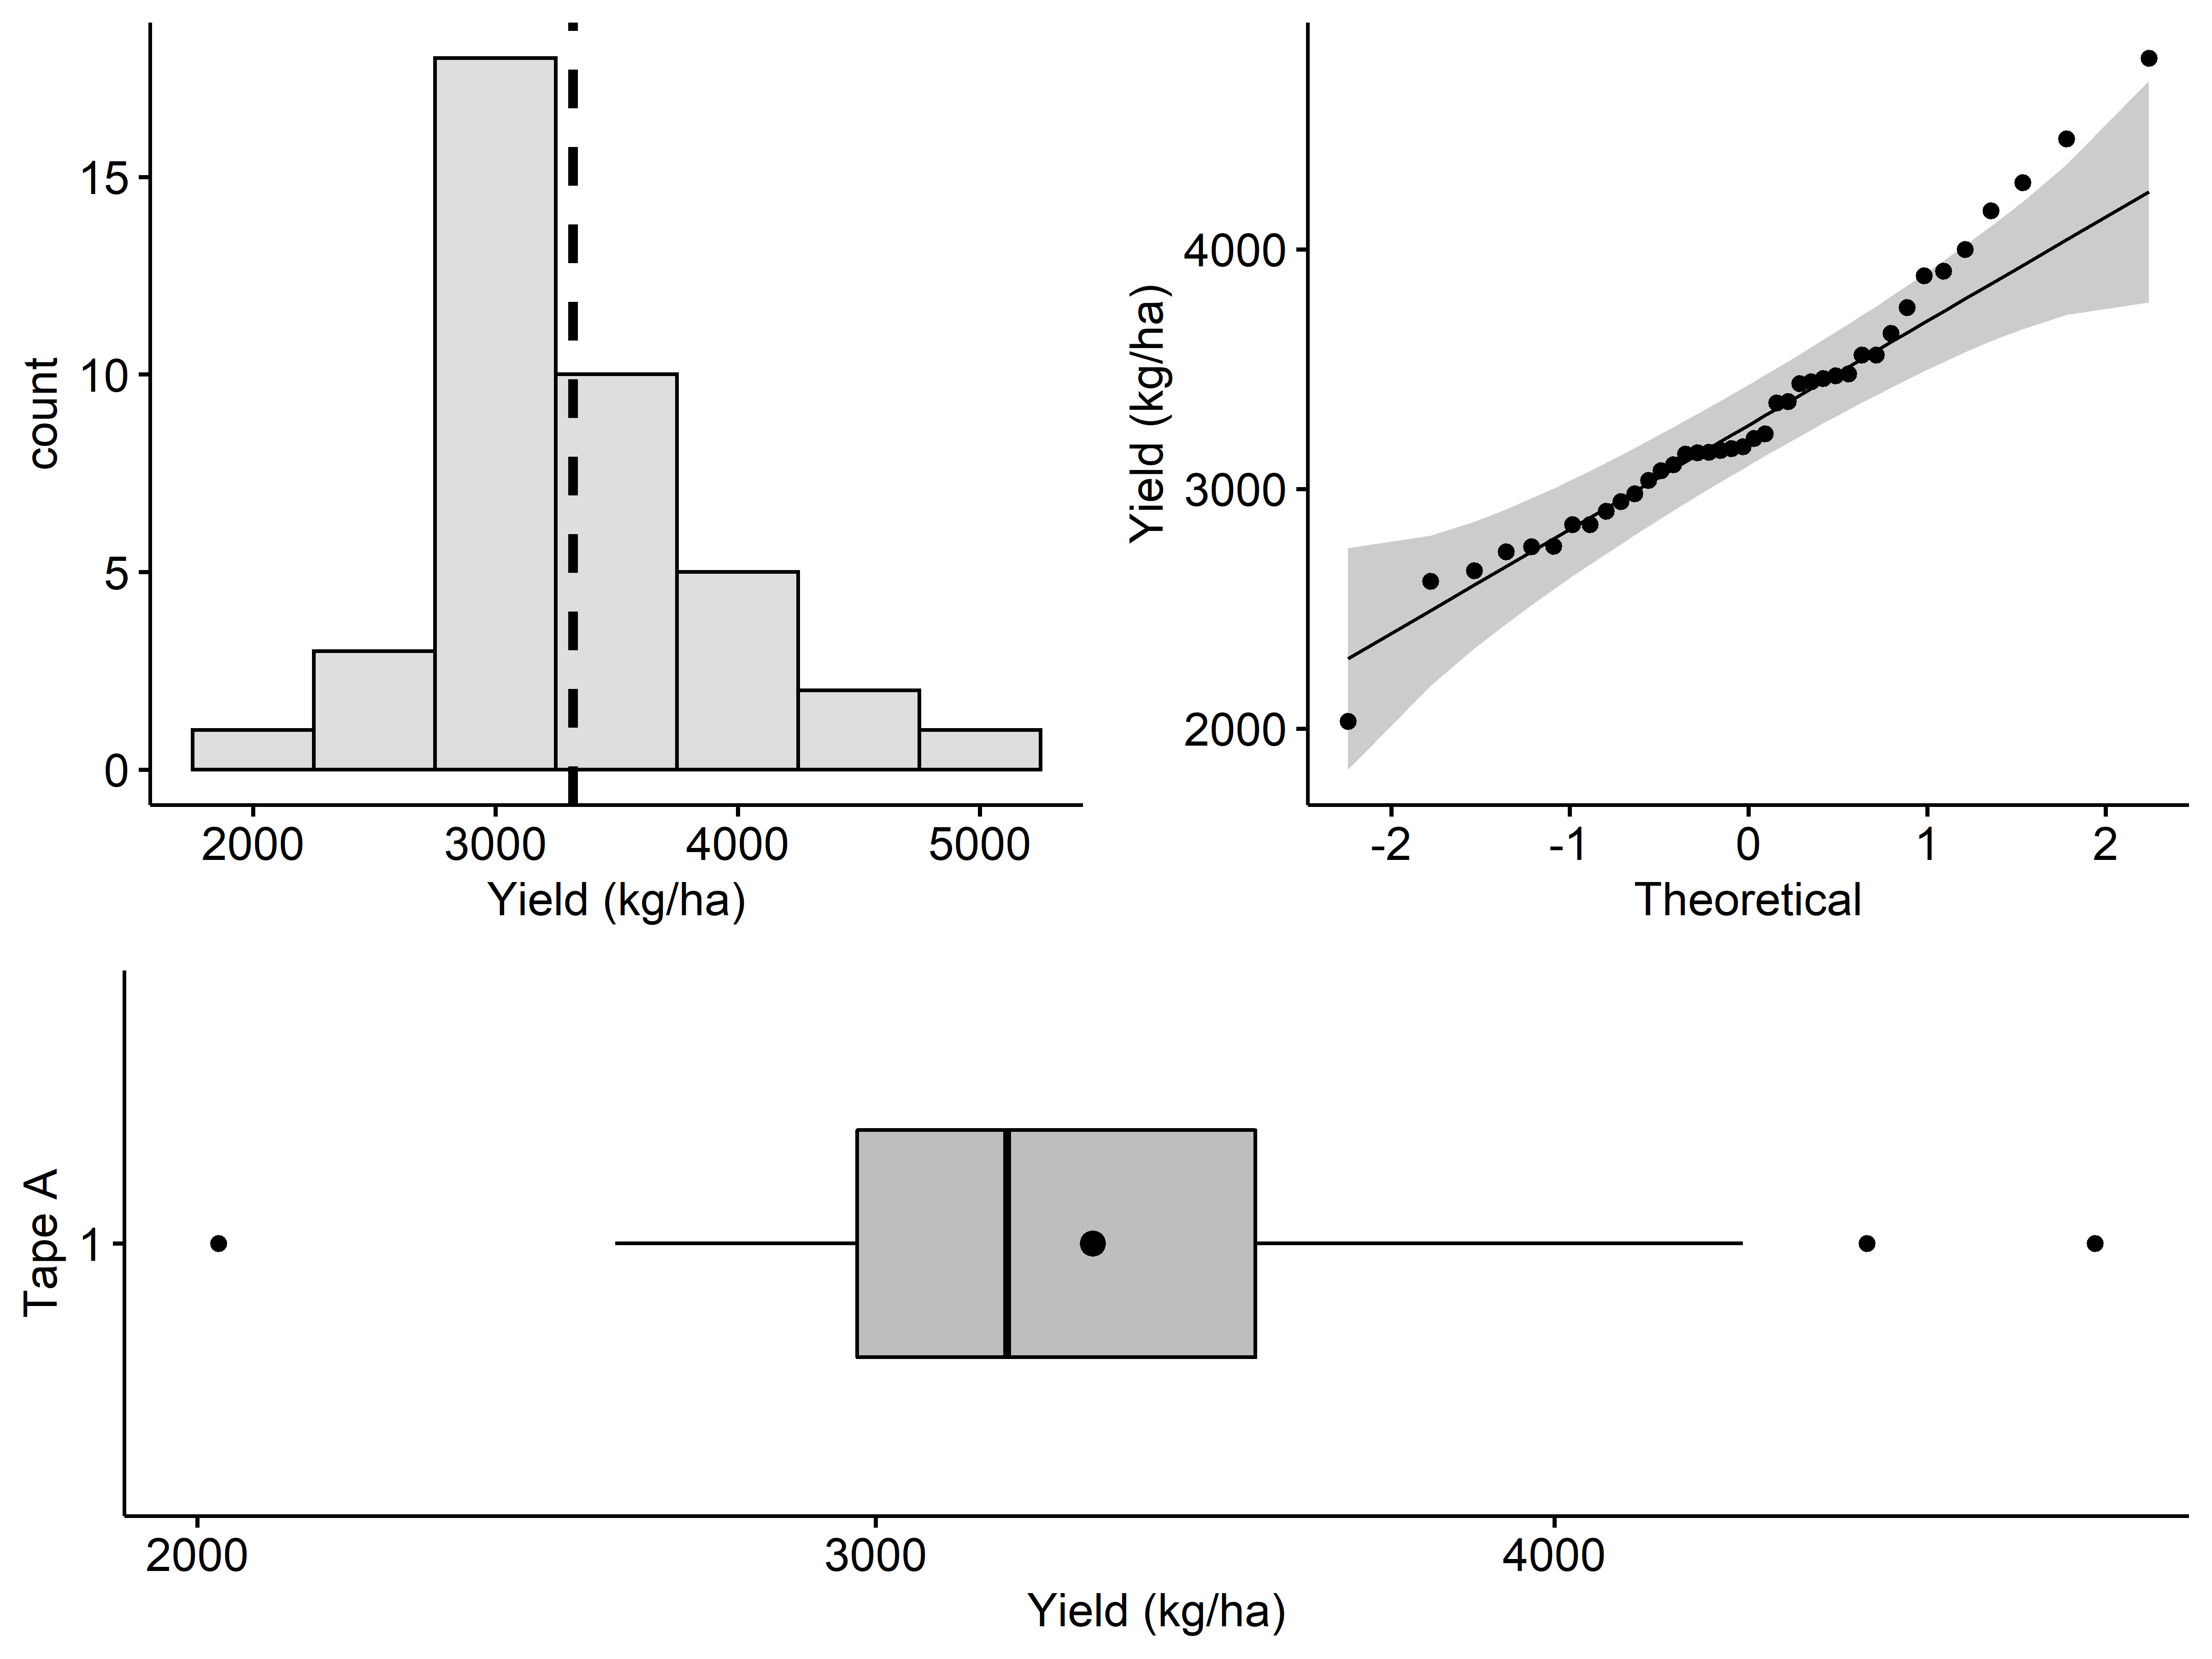 15
10
5
0
count
2000 3000 4000 5000
Yield (kg/ha)
4000
3000
2000
Yield (kg/ha)
-2 -1 0 1 2
Theoretical
Tape A
1
2000 3000 4000
Yield (kg/ha)